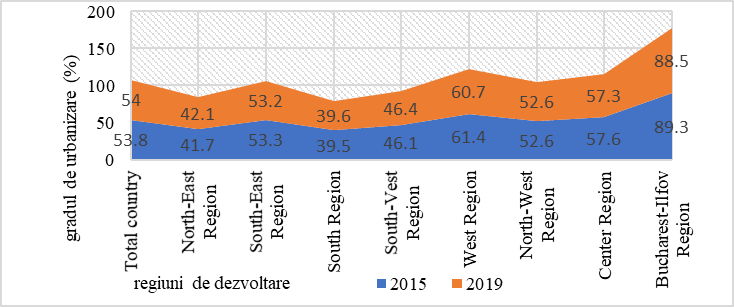 gradul de urbanizare (%)
200
150
100
50
0
54
42.1
53.2
39.6
46.4
60.7
52.6
57.3
88.5
53.8
41.7
53.3
39.5
46.1
61.4
52.6
57.6
89.3
Total country
North-East
Region
South-East
Region
South Region
South-Vest
Region
West Region
North-West
Region
Center Region
Bucharest-Ilfov
Region
regiuni de dezvoltare
2015
2019